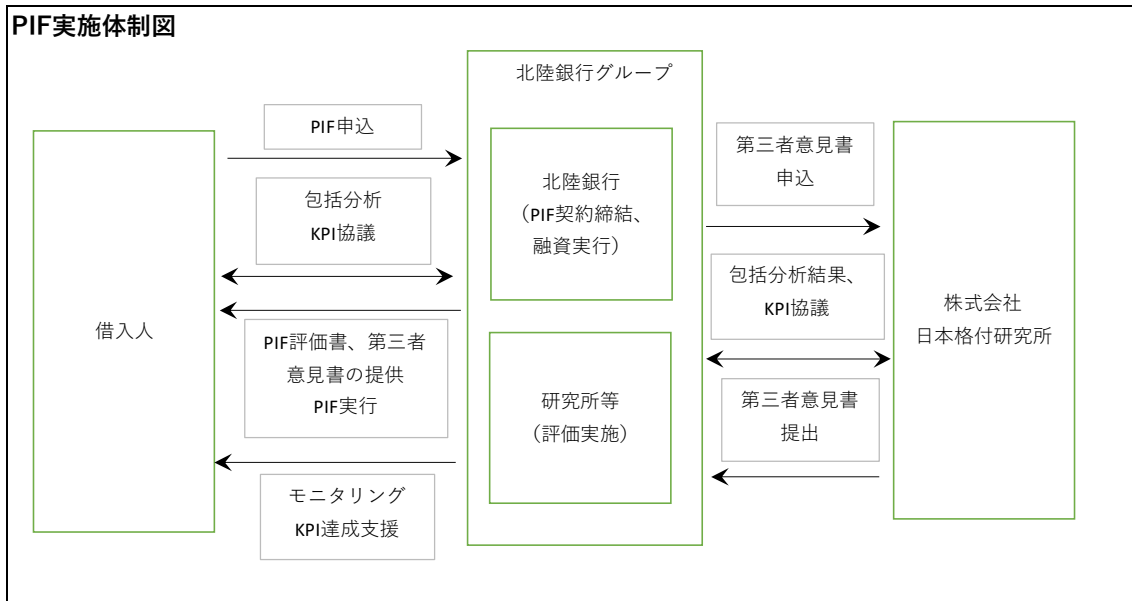 PIF実施体制図
北陸銀行グループ
PIF申込
包括分析
KPI協議
借入人
PIF評価書、第三者
意見書の提供
PIF実行
モニタリング
KPI達成支援
北陸銀行
（PIF契約締結、
融資実行）
研究所等
（評価実施）
第三者意見書
申込
包括分析結果、
KPI協議
第三者意見書
提出
株式会社
日本格付研究所